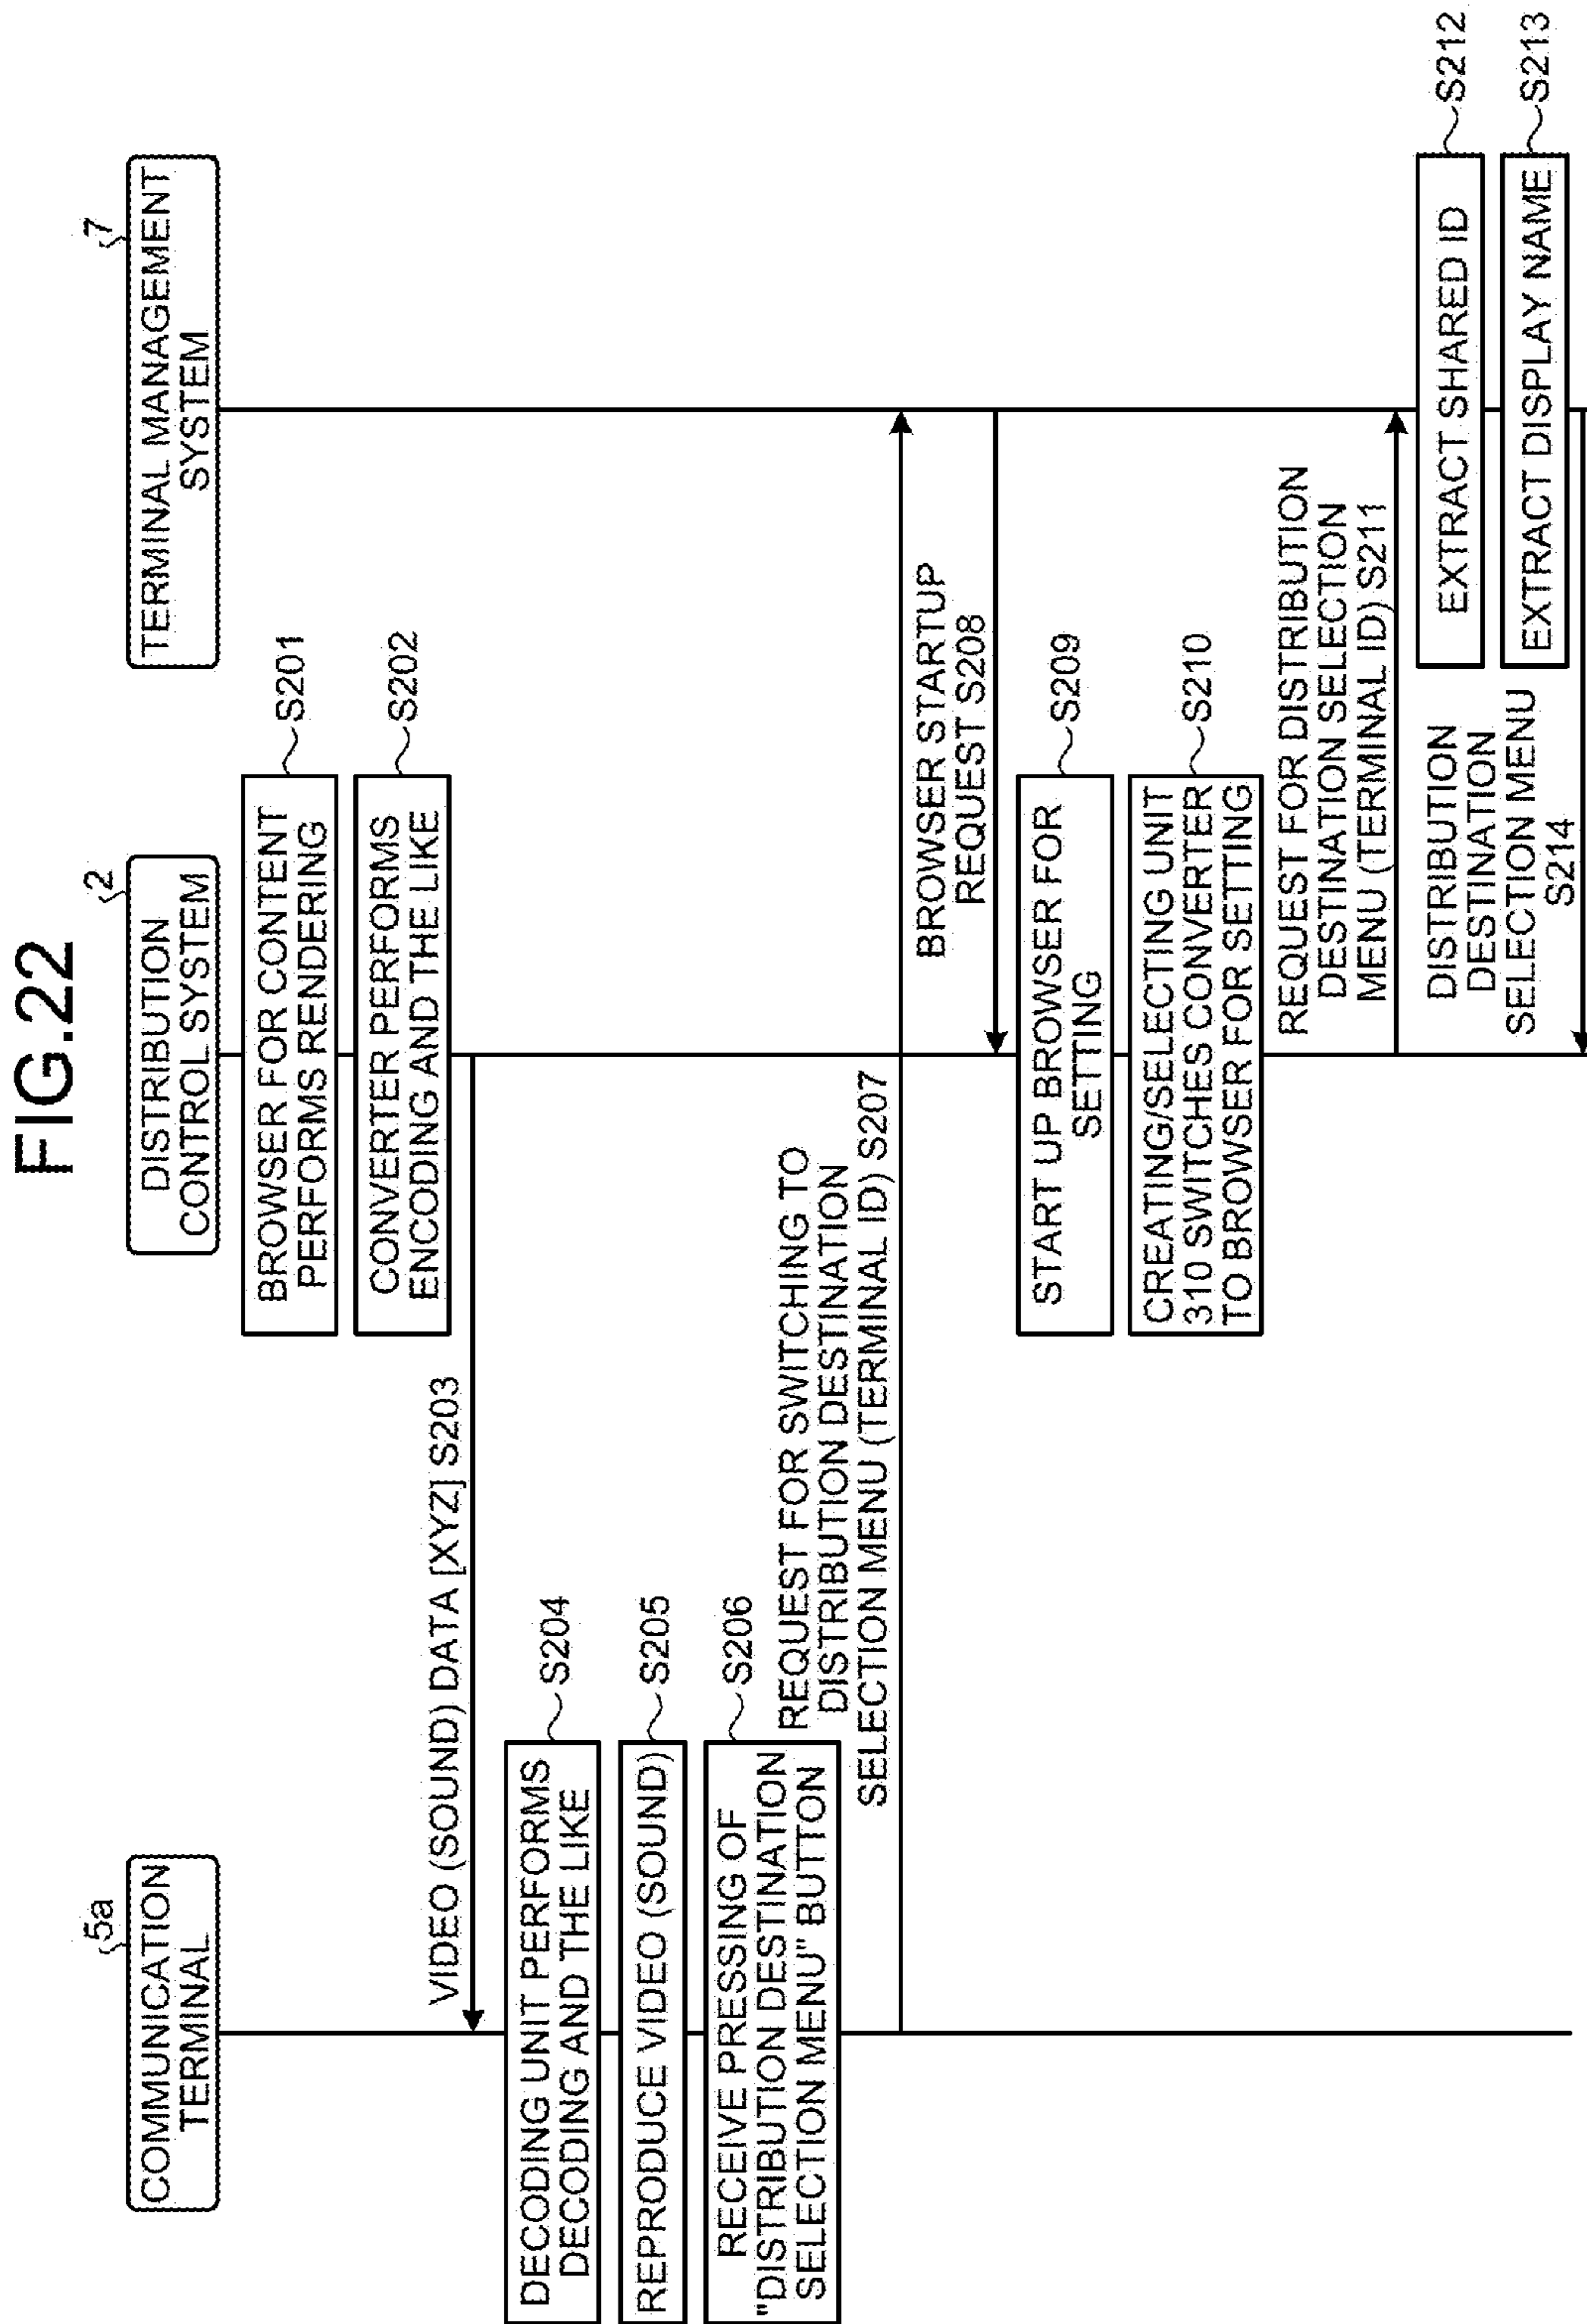 FIG.22
5a
COMMUNICATION
TERMINAL
2
DISTRIBUTION
CONTROL SYSTEM
7
TERMINAL MANAGEMENT
SYSTEM
BROWSER FOR CONTENT
PERFORMS RENDERING
S201
CONVERTER PERFORMS
ENCODING AND THE LIKE
S202
VIDEO (SOUND) DATA [XYZ] S203
DECODING UNIT PERFORMS
DECODING AND THE LIKE
S204
REPRODUCE VIDEO (SOUND)
S205
RECEIVE PRESSING OF
"DISTRIBUTION DESTINATION
SELECTION MENU" BUTTON
S206
REQUEST FOR SWITCHING TO
DISTRIBUTION DESTINATION
SELECTION MENU (TERMINAL ID) S207
BROWSER STARTUP
REQUEST S208
START UP BROWSER FOR
SETTING
S209
CREATING/SELECTING UNIT
310 SWITCHES CONVERTER
TO BROWSER FOR SETTING
S210
REQUEST FOR DISTRIBUTION
DESTINATION SELECTION
MENU (TERMINAL ID) S211
EXTRACT SHARED ID
S212
EXTRACT DISPLAY NAME
S213
DISTRIBUTION
DESTINATION
SELECTION MENU
S214